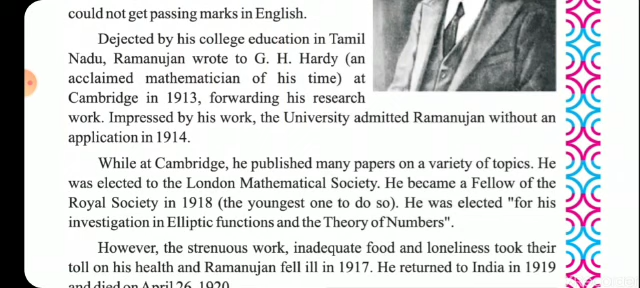 could not get passing marks in English.
Dejected by his college education in Tamil
Nadu, Ramanujan wrote to G. H. Hardy (an
acclaimed mathematician of his time) at
Cambridge in 1913, forwarding his research
work. Impressed by his work, the University admitted Ramanujan without an
application in 1914.
While at Cambridge, he published many papers on a variety of topics. He
was elected to the London Mathematical Society. He became a Fellow of the
Royal Society in 1918 (the youngest one to do so). He was elected "for his
investigation in Elliptic functions and the Theory of Numbers".
However, the strenuous work, inadequate food and loneliness took their
toll on his health and Ramanujan fell ill in 1917. He returned to India in 1919
and died on April 26, 1920.